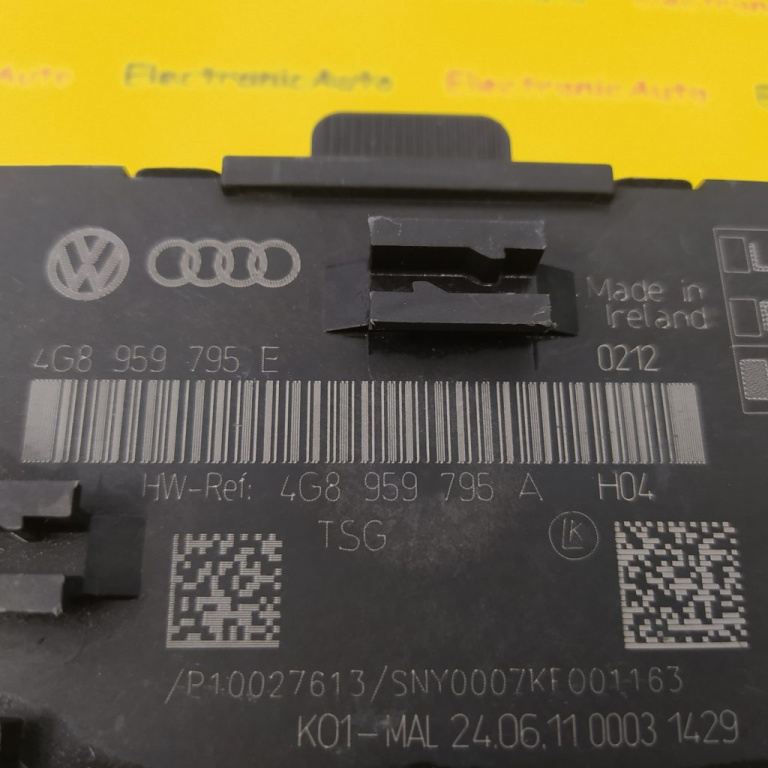 Electronic Auto Electronic Auto
Made in
Ireland
4G8 959 795 E 0212
HW-Ref: 4G8 959 795 A H04
TSG LK
/P10027613/SNY0007KF001163
K01-MAL 24.06.11 0003 1429